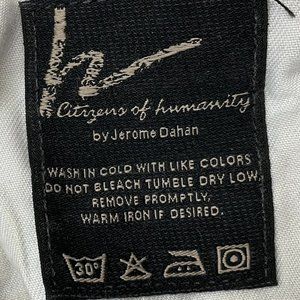 h
Citizens of humanity
by Jerome Dahan
WASH IN COLD WITH LIKE COLORS
DO NOT BLEACH TUMBLE DRY LOW.
REMOVE PROMPTLY.
WARM IRON IF DESIRED.
30°